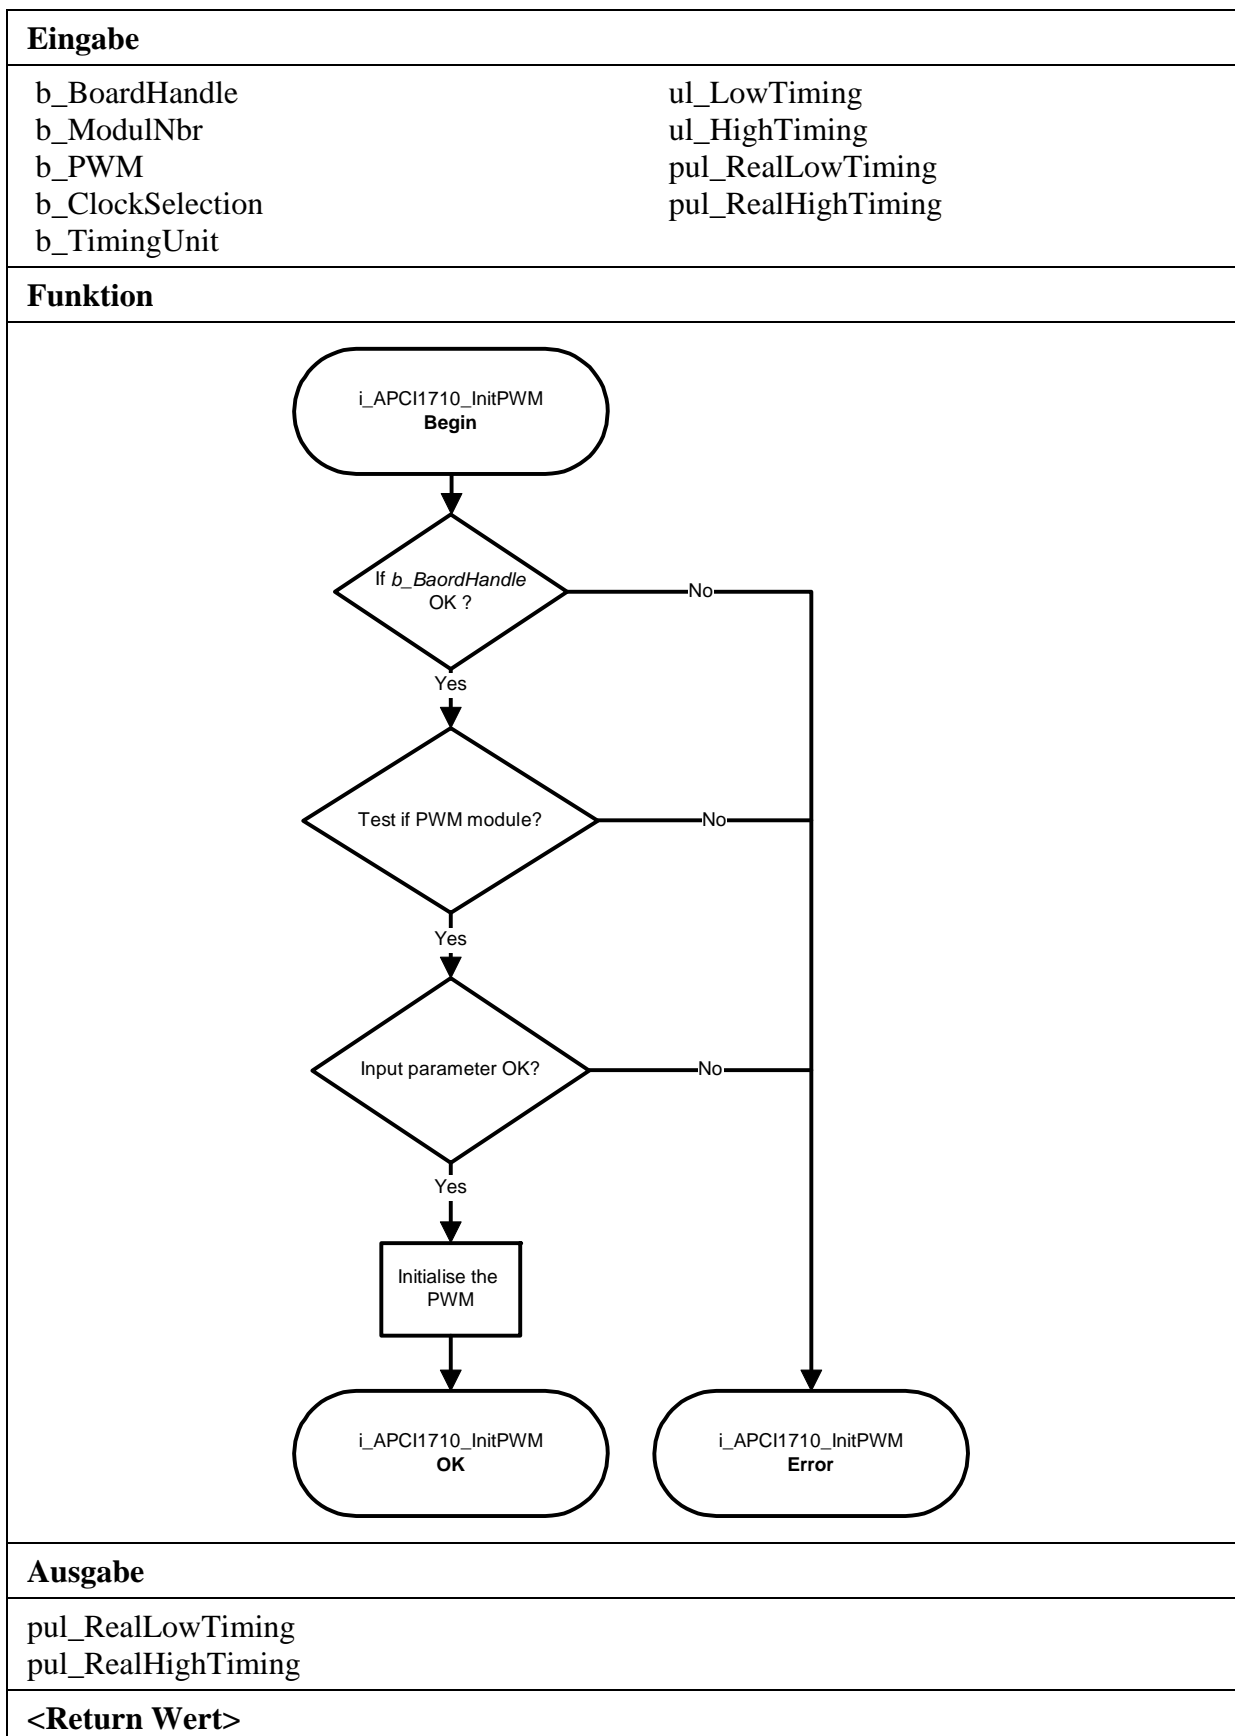 Eingabe
b_BoardHandle
b_ModulNbr
b_PWM
b_ClockSelection
b_TimingUnit
ul_LowTiming
ul_HighTiming
pul_RealLowTiming
pul_RealHighTiming
Funktion
i_APCI1710_InitPWM
Begin
If b_BaordHandle
OK ?
No
Yes
Test if PWM module?
No
Yes
Input parameter OK?
No
Yes
Initialise the
PWM
i_APCI1710_InitPWM
OK
i_APCI1710_InitPWM
Error
Ausgabe
pul_RealLowTiming
pul_RealHighTiming
<Return Wert>